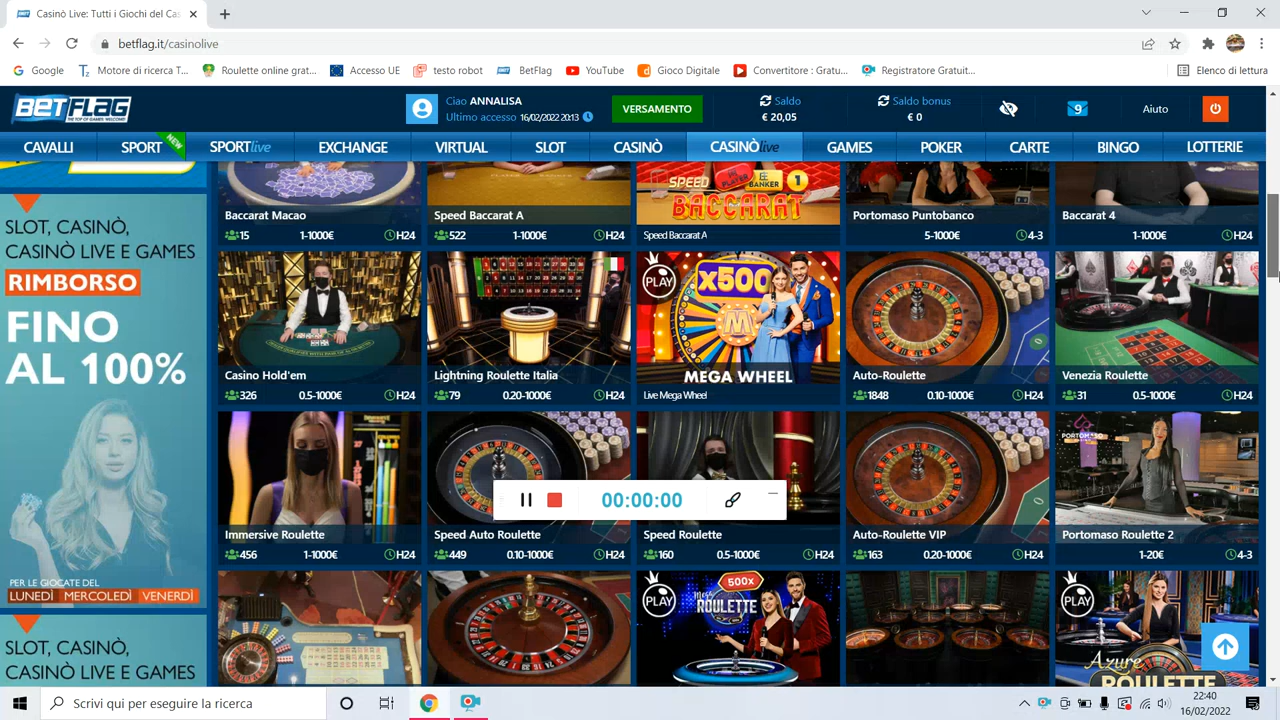 Casinò Live: Tutti i Giochi del Cas
betflag.it/casinolive
Google
Motore di ricerca T...
Roulette online grat...
Accesso UE
testo robot
BetFlag
YouTube
Gioco Digitale
Convertitore : Gratu...
Registratore Gratuit...
Elenco di lettura
BETFLAG
THE TOP OF GAMES. WELCOME!
Ciao ANNALISA
Ultimo accesso 16/02/2022 20:13
VERSAMENTO
Saldo
€ 20,05
Saldo bonus
€ 0
9
Aiuto
CAVALLI
SPORT
NEW
SPORTlive
EXCHANGE
VIRTUAL
SLOT
CASINÒ
CASINÒlive
GAMES
POKER
CARTE
BINGO
LOTTERIE
SLOT, CASINÒ,
CASINÒ LIVE E GAMES
RIMBORSO
FINO
AL 100%
PER LE GIOCATE DEL
LUNEDÌ MERCOLEDÌ VENERDÌ
SLOT, CASINÒ,
CASINÒ LIVE E GAMES
Baccarat Macao
15 1-1000€ H24
Speed Baccarat A
522 1-1000€ H24
SPEED
PLAYER
BANKER
1
BACCARAT
Speed Baccarat A
Portomaso Puntobanco
5-1000€ 4-3
Baccarat 4
1-1000€ H24
Casino Hold'em
326 0.5-1000€ H24
Lightning Roulette Italia
79 0.20-1000€ H24
PLAY
x500
M
MEGA WHEEL
Live Mega Wheel
Auto-Roulette
1848 0.10-1000€ H24
Venezia Roulette
31 0.5-1000€ H24
Immersive Roulette
456 1-1000€ H24
Speed Auto Roulette
449 0.10-1000€ H24
Speed Roulette
160 0.5-1000€ H24
Auto-Roulette VIP
163 0.20-1000€ H24
PORTOMASO
Portomaso Roulette 2
1-20€ 4-3
00:00:00
PLAY
500x
Mega
ROULETTE
PLAY
Azure
ROULETTE
Scrivi qui per eseguire la ricerca
22:40
16/02/2022